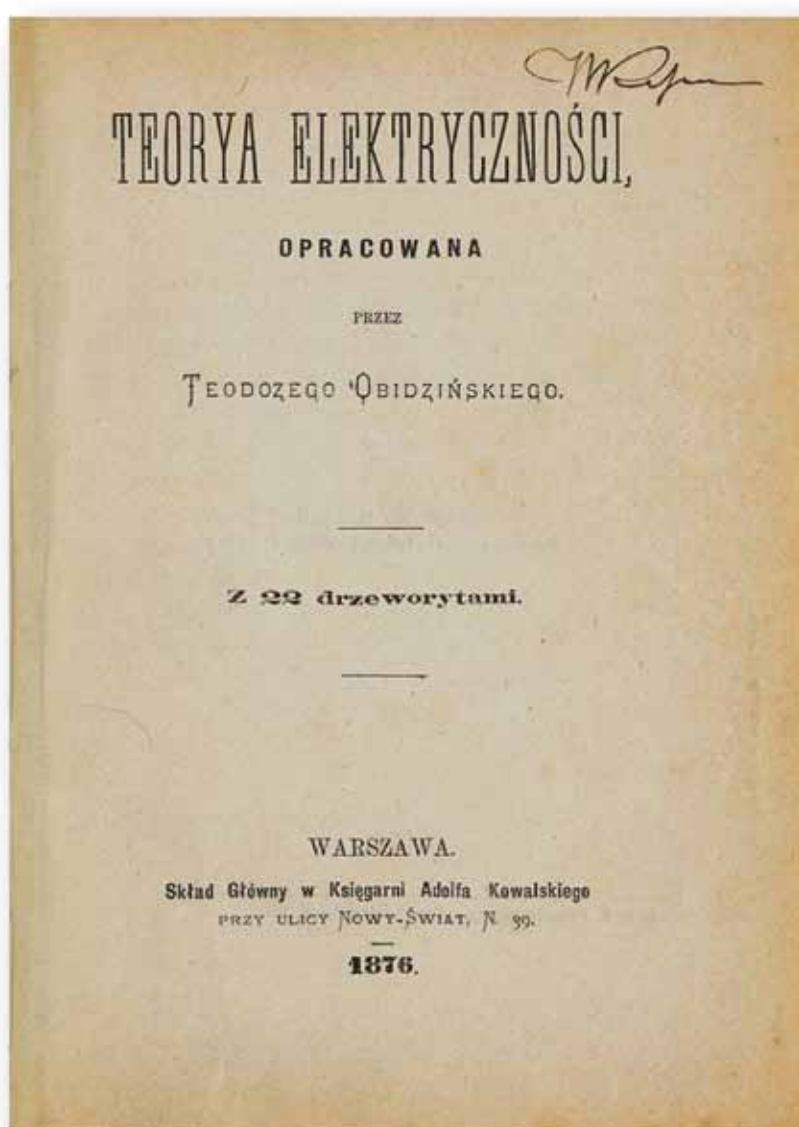 TEORYA ELEKTRYCZNOŚCI,
OPRACOWANA
PRZEZ
TEODOZEGO OBIDZIŃSKIEGO.
Z 22 drzeworytami.
WARSZAWA.
Skład Główny w Księgarni Adolfa Kowalskiego
PRZY ULICY NOWY-ŚWIAT, N. 39.
1876.